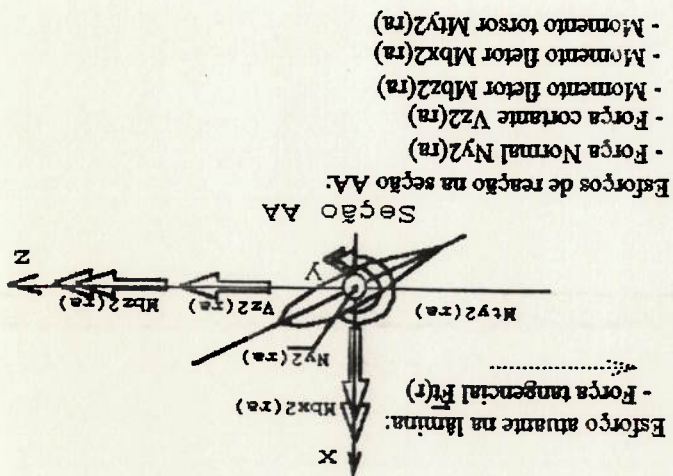 x
Esforço atuante na lâmina:
- Força tangencial Ft(r)
Mbx2(ra)
Ny2(ra)
Mty2(ra)
Vz2(ra)
Mbz2(ra)
Y
Z
Seção AA
Esforços de reação na seção AA:
- Força Normal Ny2(ra)
- Força cortante Vz2(ra)
- Momento fletor Mbz2(ra)
- Momento fletor Mbx2(ra)
- Momento torsor Mty2(ra)